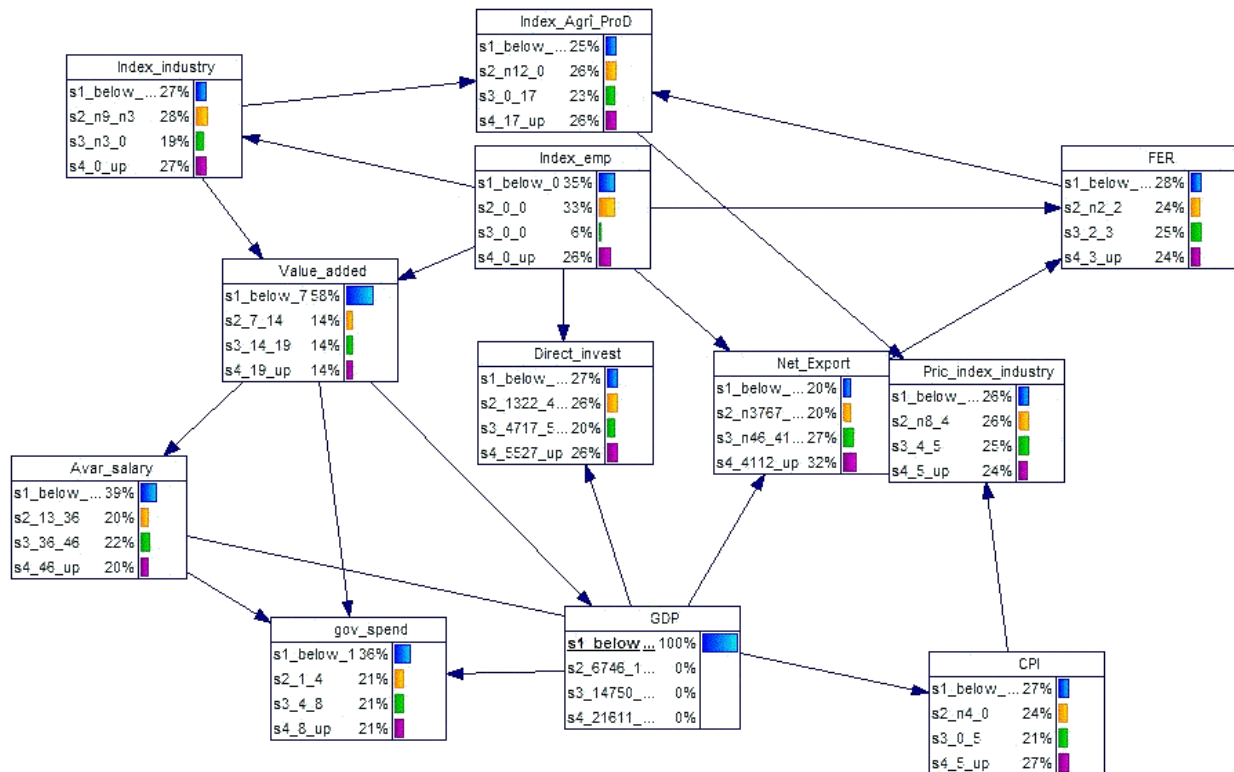 Index_Agri_ProD
s1_below_... 25%
s2_n12_0 26%
s3_0_17 23%
s4_17_up 26%
Index_industry
s1_below_... 27%
s2_n9_n3 28%
s3_n3_0 19%
s4_0_up 27%
Index_emp
s1_below_0 35%
s2_0_0 33%
s3_0_0 6%
s4_0_up 26%
FER
s1_below_... 28%
s2_n2_2 24%
s3_2_3 25%
s4_3_up 24%
Value_added
s1_below_7 58%
s2_7_14 14%
s3_14_19 14%
s4_19_up 14%
Direct_invest
s1_below_... 27%
s2_1322_4... 26%
s3_4717_5... 20%
s4_5527_up 26%
Net_Export
s1_below_... 20%
s2_n3767_... 20%
s3_n46_41... 27%
s4_4112_up 32%
Pric_index_industry
s1_below_... 26%
s2_n8_4 26%
s3_4_5 25%
s4_5_up 24%
Avar_salary
s1_below_... 39%
s2_13_36 20%
s3_36_46 22%
s4_46_up 20%
gov_spend
s1_below_1 36%
s2_1_4 21%
s3_4_8 21%
s4_8_up 21%
GDP
s1_below_... 100%
s2_6746_1... 0%
s3_14750_... 0%
s4_21611_... 0%
CPI
s1_below_... 27%
s2_n4_0 24%
s3_0_5 21%
s4_5_up 27%